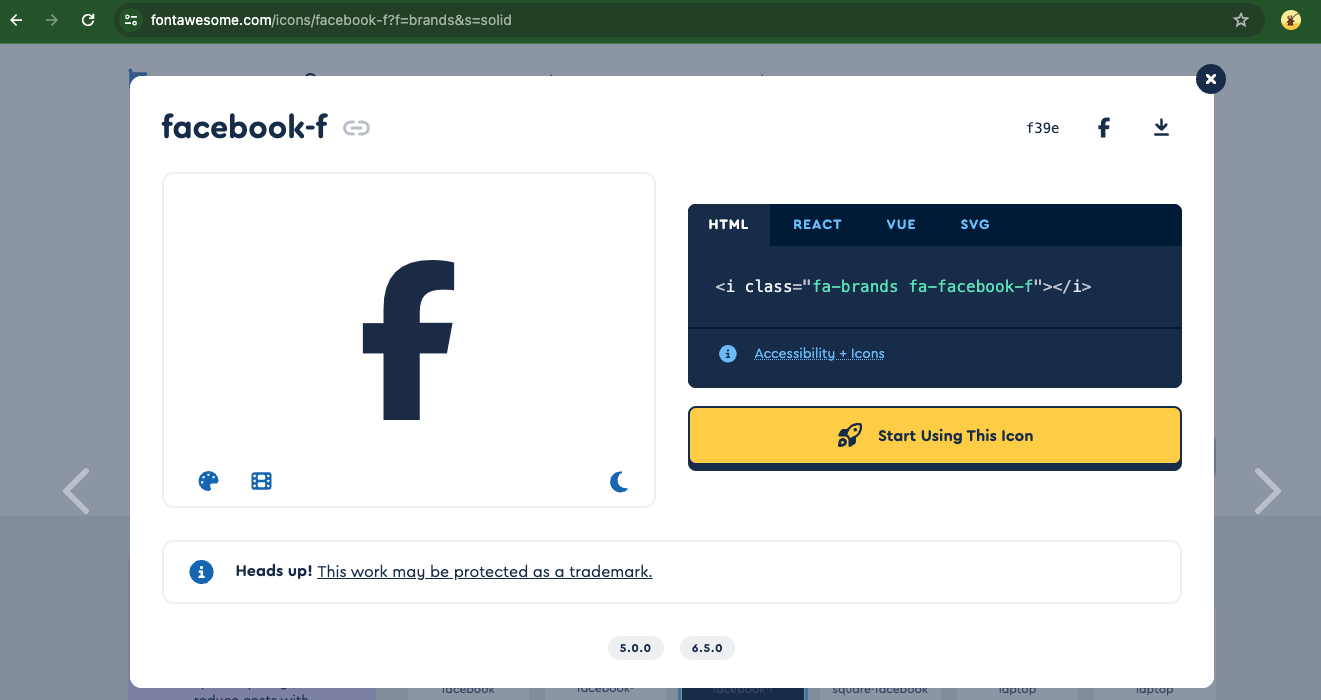 fontawesome.com/icons/facebook-f?f=brands&s=solid
facebook-f
f39e
HTML REACT VUE SVG
<i class="fa-brands fa-facebook-f"></i>
Accessibility + Icons
Start Using This Icon
Heads up! This work may be protected as a trademark.
5.0.0 6.5.0
reduce costs with
facebook facebook- facebook-f square-facebook laptop laptop